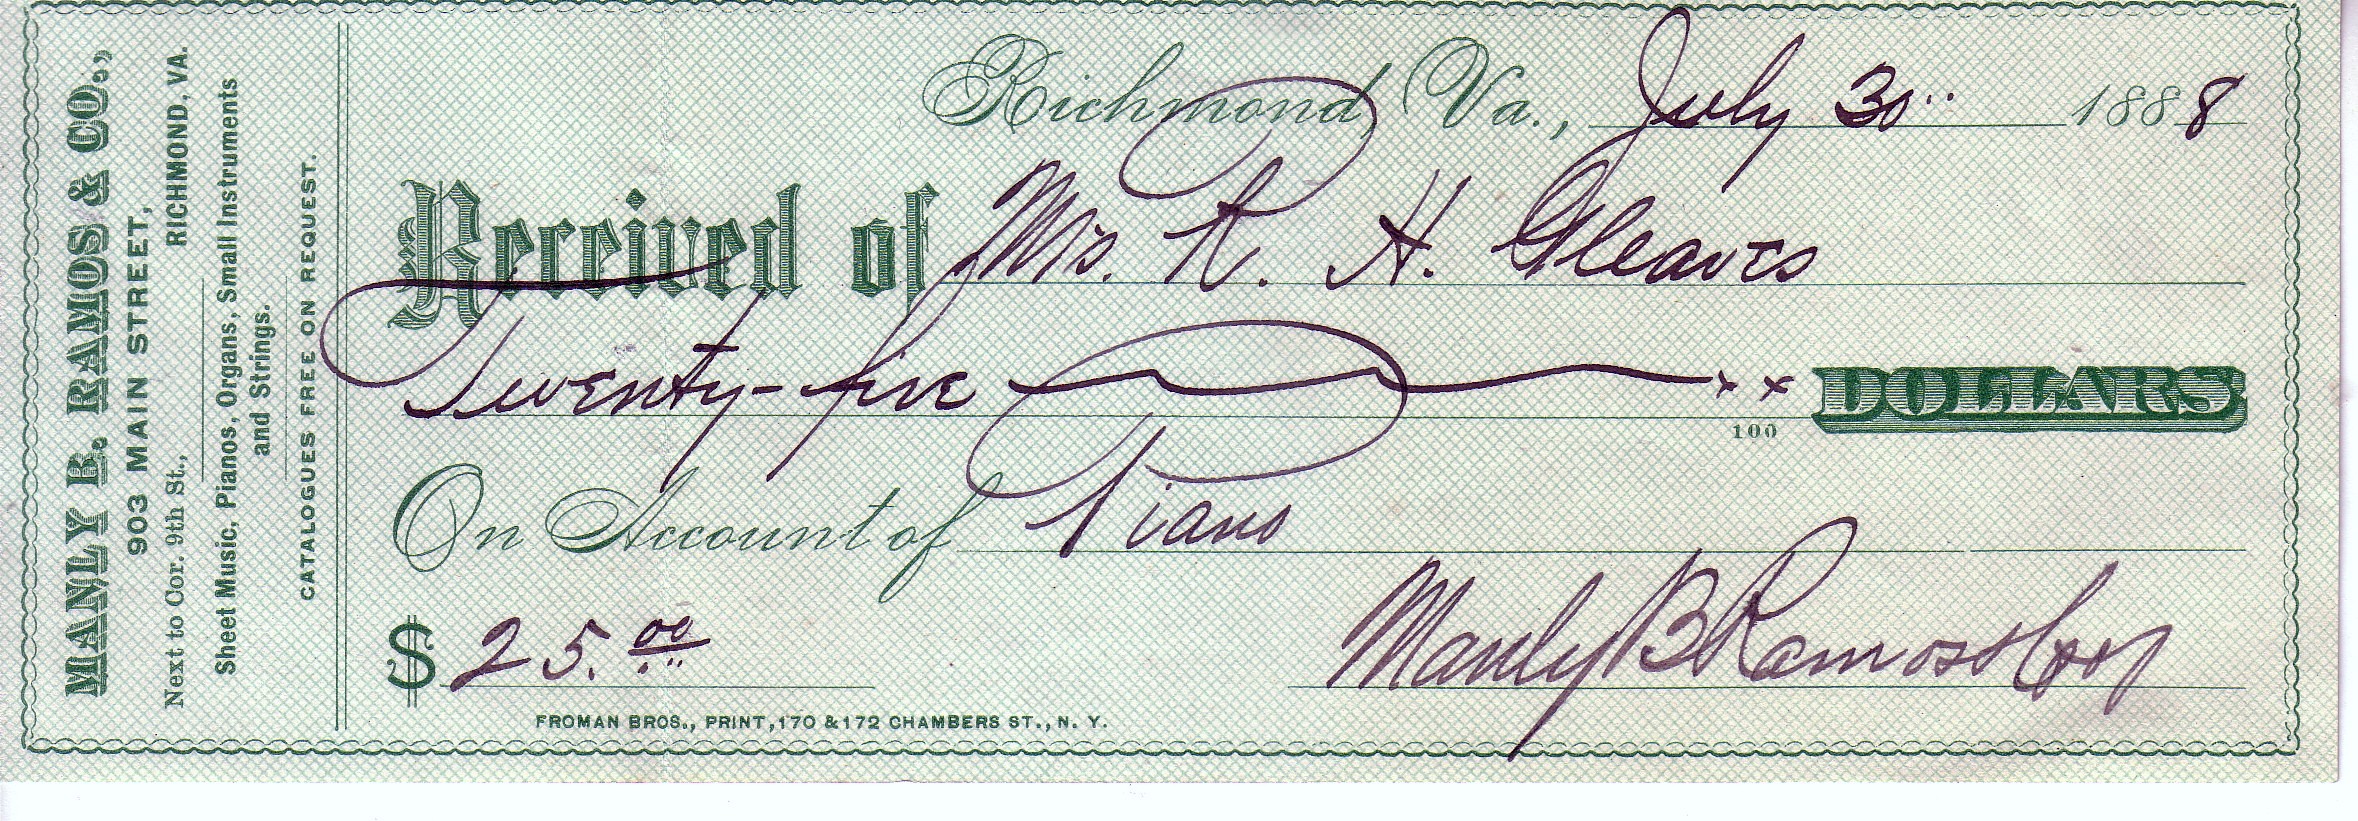 MANLY B. RAMOS & CO.,
903 MAIN STREET,
Next to Cor. 9th St., RICHMOND, VA.
Sheet Music, Pianos, Organs, Small Instruments
and Strings.
CATALOGUES FREE ON REQUEST.
Richmond, Va., July 30 1888
Received of Mrs. R. H. Gleaves
Twenty-five x x DOLLARS
100
On Account of Piano
$ 25.00
Manly B Ramos & Co
FROMAN BROS., PRINT, 170 & 172 CHAMBERS ST., N. Y.